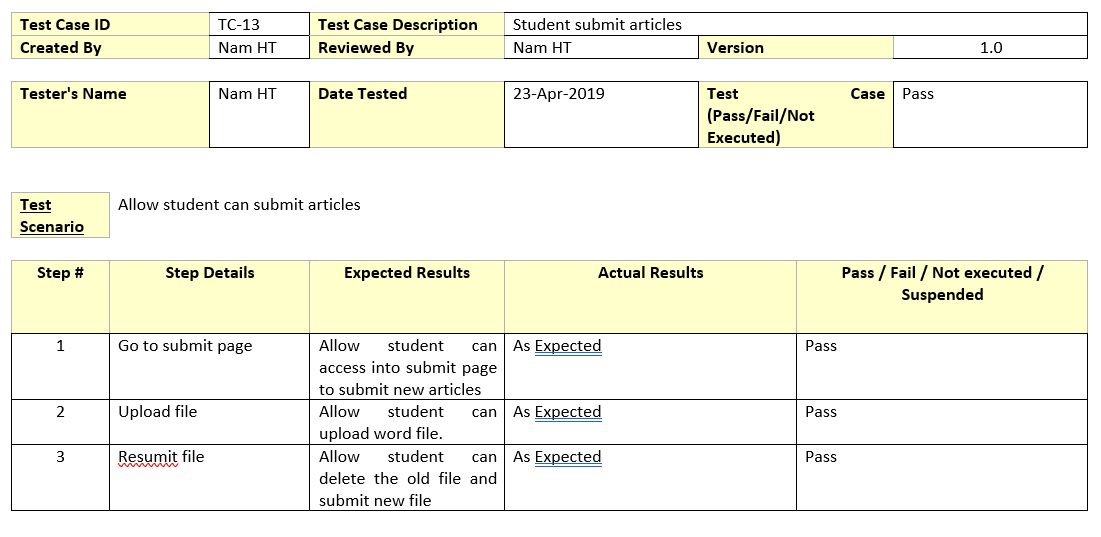 Test Case ID TC-13 Test Case Description Student submit articles
Created By Nam HT Reviewed By Nam HT Version 1.0
Tester's Name Nam HT Date Tested 23-Apr-2019 Test Case Pass
(Pass/Fail/Not
Executed)
Test Allow student can submit articles
Scenario
Step # Step Details Expected Results Actual Results Pass / Fail / Not executed /
Suspended
1 Go to submit page Allow student can As Expected Pass
access into submit page
to submit new articles
2 Upload file Allow student can As Expected Pass
upload word file.
3 Resumit file Allow student can As Expected Pass
delete the old file and
submit new file